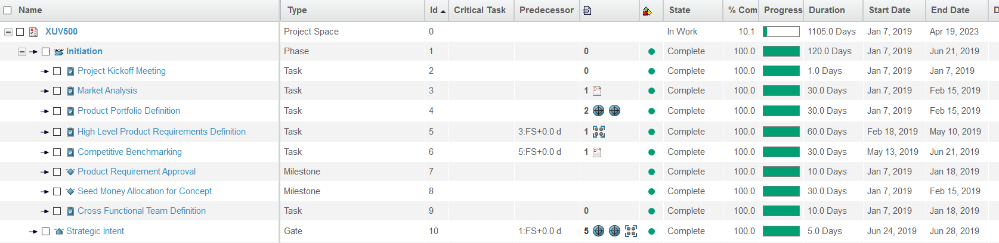 Name Type Id Critical Task Predecessor State % Com Progress Duration Start Date End Date D
XUV500 Project Space 0 In Work 10.1 1105.0 Days Jan 7, 2019 Apr 19, 2023
Initiation Phase 1 0 Complete 100.0 120.0 Days Jan 7, 2019 Jun 21, 2019
Project Kickoff Meeting Task 2 0 Complete 100.0 1.0 Days Jan 7, 2019 Jan 7, 2019
Market Analysis Task 3 1 Complete 100.0 30.0 Days Jan 7, 2019 Feb 15, 2019
Product Portfolio Definition Task 4 2 Complete 100.0 30.0 Days Jan 7, 2019 Feb 15, 2019
High Level Product Requirements Definition Task 5 3:FS+0.0 d 1 Complete 100.0 60.0 Days Feb 18, 2019 May 10, 2019
Competitive Benchmarking Task 6 5:FS+0.0 d 1 Complete 100.0 30.0 Days May 13, 2019 Jun 21, 2019
Product Requirement Approval Milestone 7 Complete 100.0 10.0 Days Jan 7, 2019 Jan 18, 2019
Seed Money Allocation for Concept Milestone 8 Complete 100.0 30.0 Days Jan 7, 2019 Feb 15, 2019
Cross Functional Team Definition Task 9 0 Complete 100.0 10.0 Days Jan 7, 2019 Jan 18, 2019
Strategic Intent Gate 10 1:FS+0.0 d 5 Complete 100.0 5.0 Days Jun 24, 2019 Jun 28, 2019